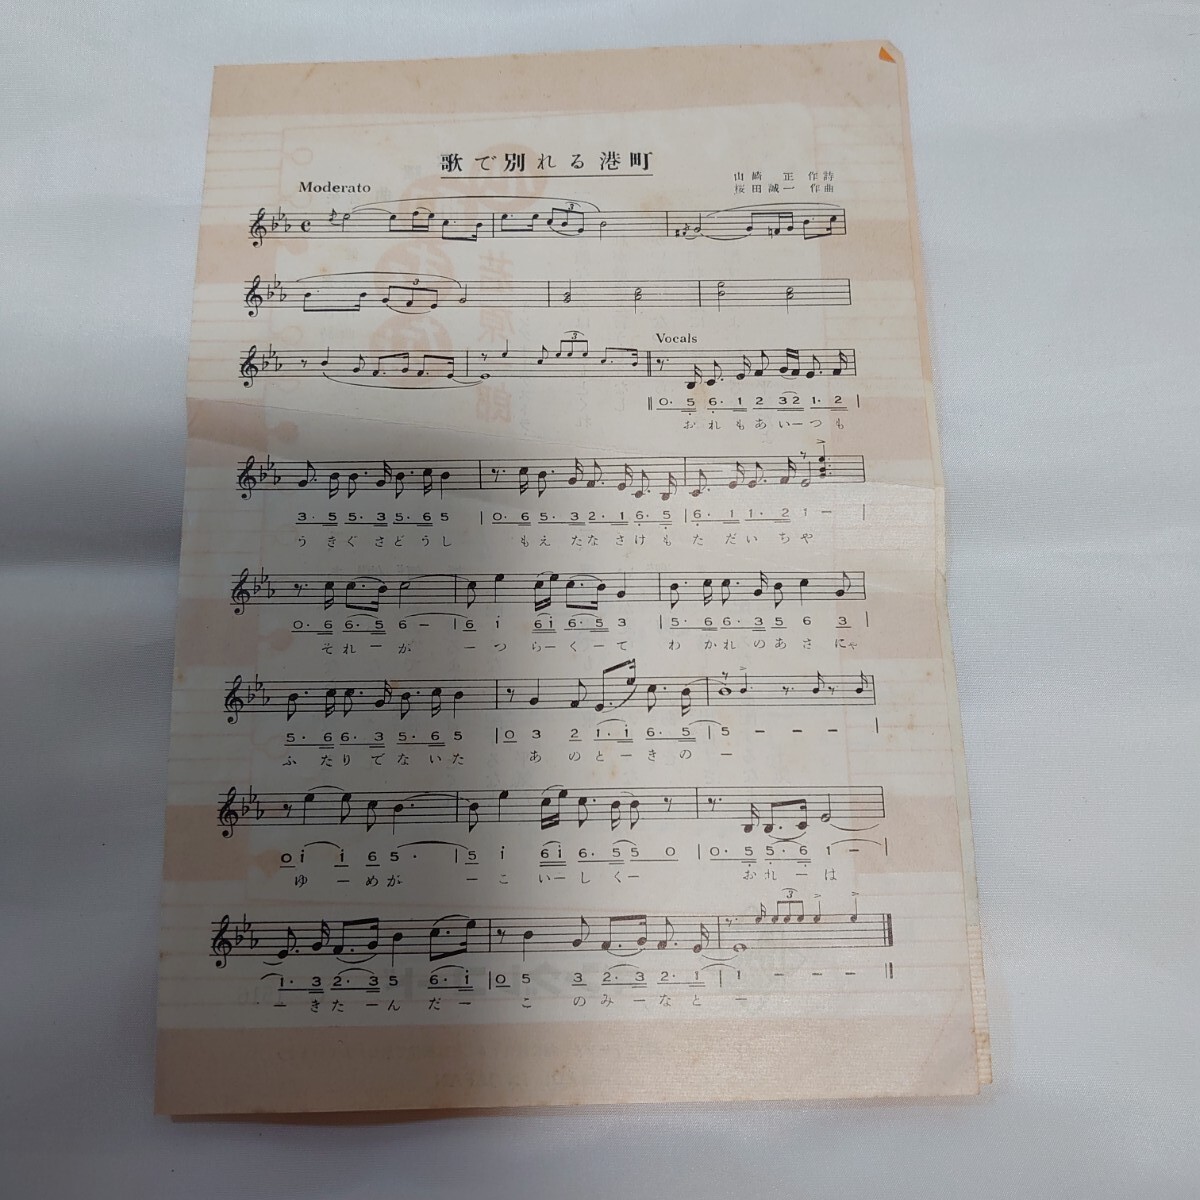 歌で別れる港町
Moderato
山崎 正 作詩
桜田誠一 作曲
Vocals
0・5 6・1 2 32 1・2
おれもあいーつも
3・5 5・3 5・6 5 | 0・6 5・3 2・1 6・5 | 6・1 1・2 1 ー |
うきぐさどうし もえたなさけも ただいちや
0・6 6・5 6 ー | 6 i 6i 6・5 3 | 5・6 6・3 5 6 3 |
それーが ーつらーくーて わかれのあさにゃ
5・6 6・3 5・6 5 | 0 3 2 1・i 6・5 | 5 ー ー ー |
ふたりでないた あのとーきのー
0 i i 6 5・ | 5 i 6i 6・5 5 0 | 0・5 5・6 1 ー |
ゆーめが ーこいーしくー おれーは
1・3 2・3 5 6・i | 0 5 3 2・3 2・1 | 1 ー ー ー ||
ーきたーんだー このみーなとー